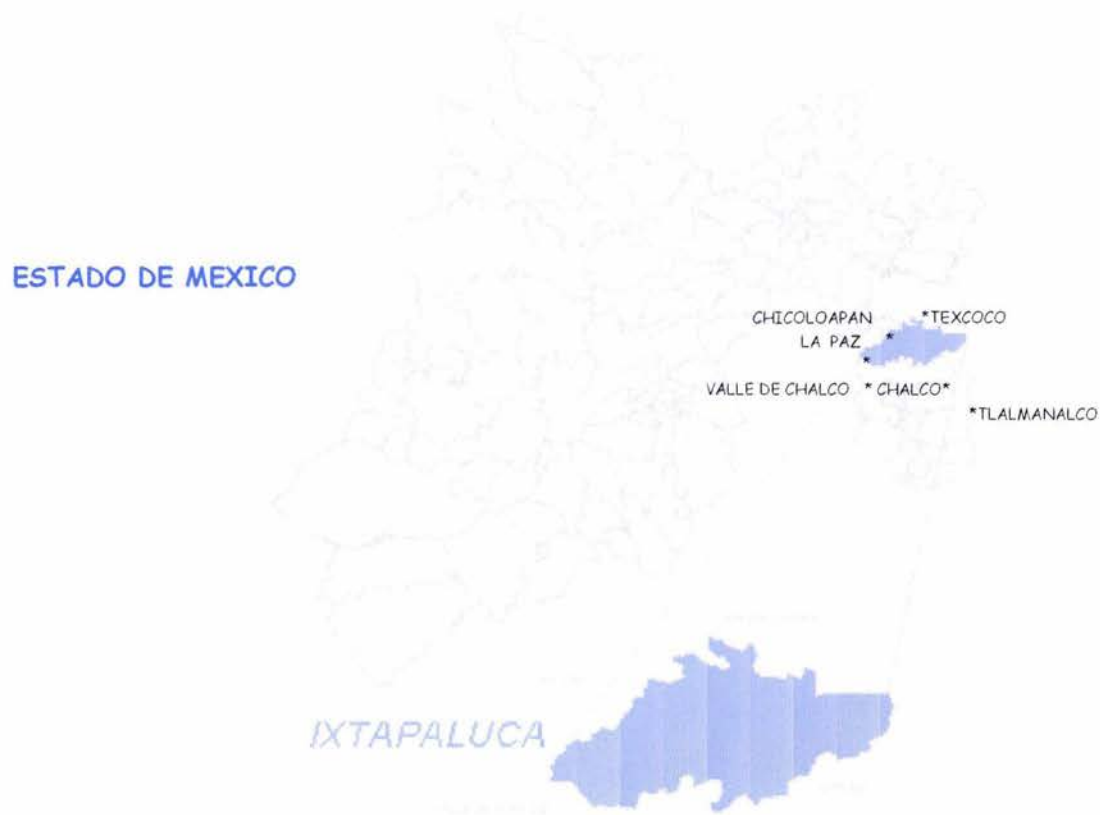 ESTADO DE MEXICO
CHICOLOAPAN *TEXCOCO
LA PAZ *
*
VALLE DE CHALCO * CHALCO*
*TLALMANALCO
IXTAPALUCA